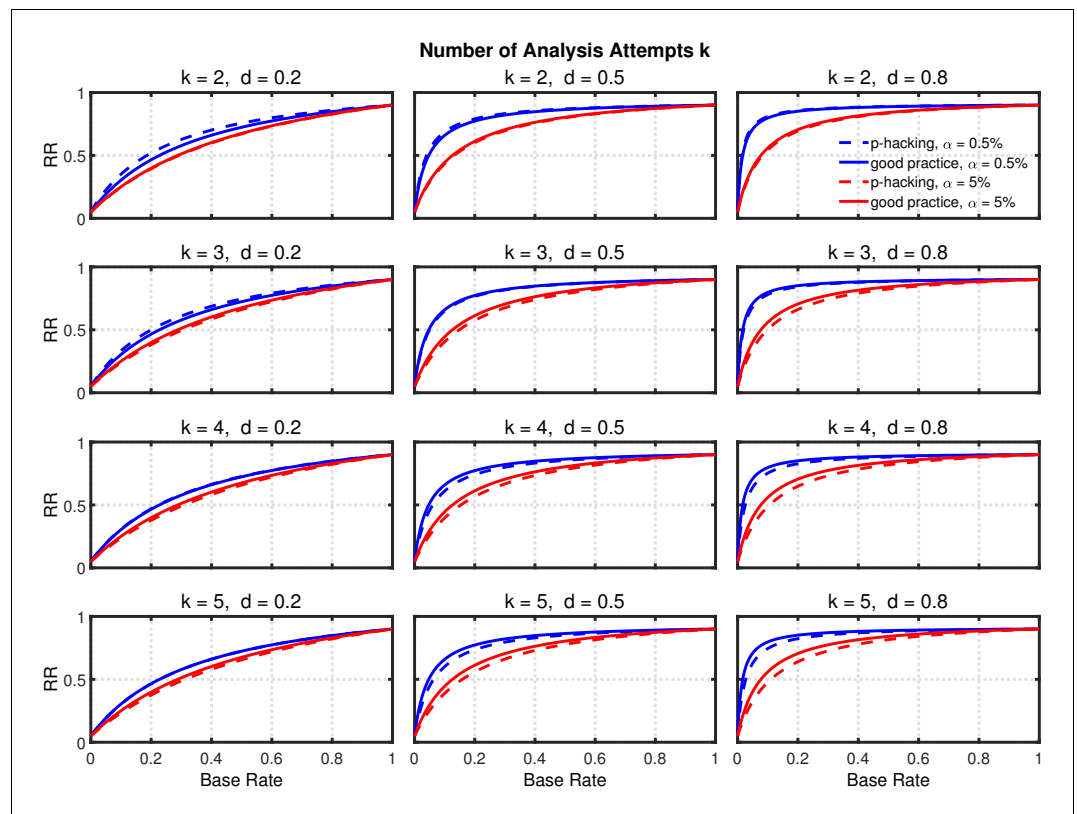 Number of Analysis Attempts k
k = 2, d = 0.2
k = 2, d = 0.5
k = 2, d = 0.8
1
0.5
0
RR
p-hacking, α = 0.5%
good practice, α = 0.5%
p-hacking, α = 5%
good practice, α = 5%
k = 3, d = 0.2
k = 3, d = 0.5
k = 3, d = 0.8
1
0.5
0
RR
k = 4, d = 0.2
k = 4, d = 0.5
k = 4, d = 0.8
1
0.5
0
RR
k = 5, d = 0.2
k = 5, d = 0.5
k = 5, d = 0.8
1
0.5
0
RR
0 0.2 0.4 0.6 0.8 1
0 0.2 0.4 0.6 0.8 1
0 0.2 0.4 0.6 0.8 1
Base Rate
Base Rate
Base Rate